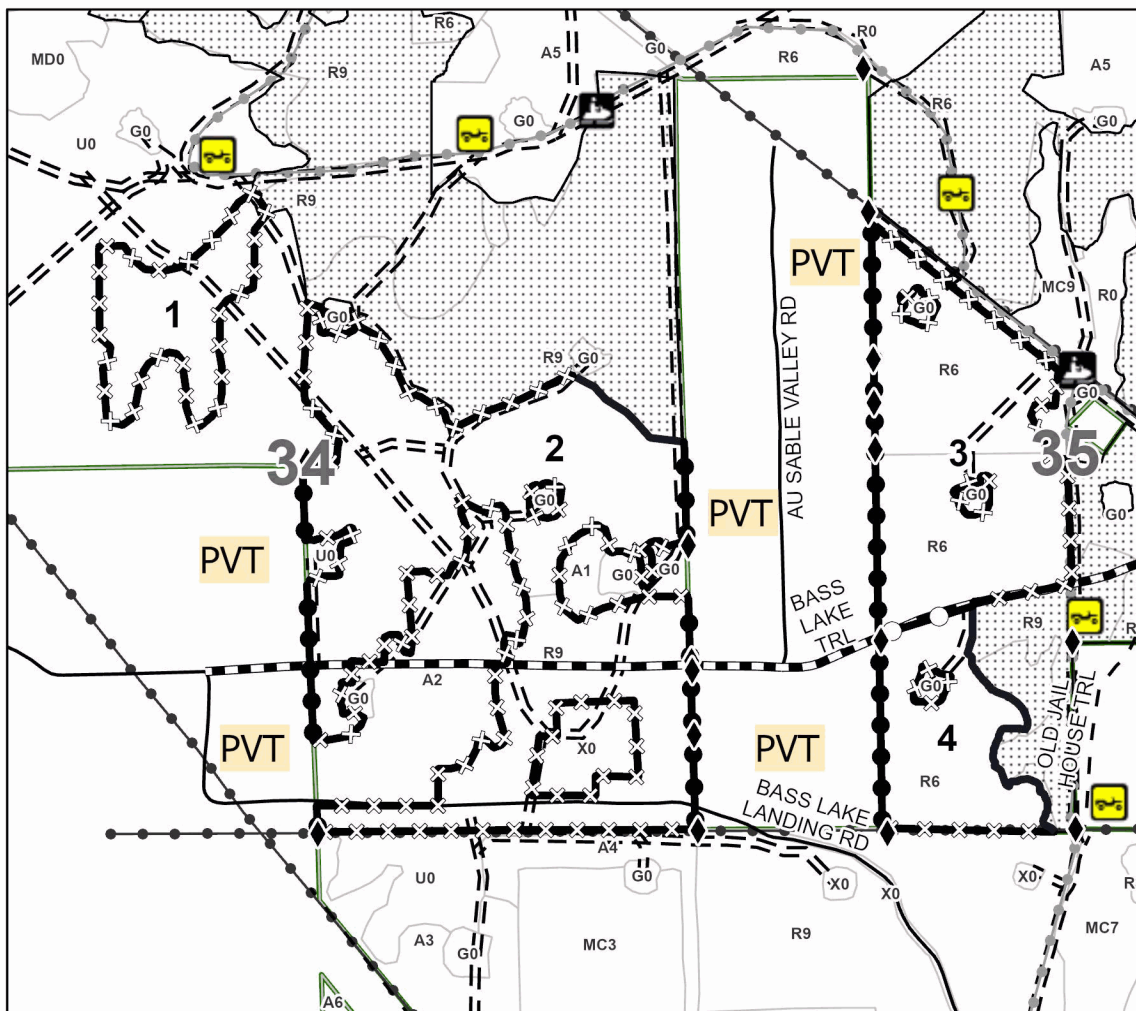 R6
R0
MD0
A5
G0
R9
R6
A5
G0
G0
R6
G0
U0
R9
PVT
MC9
R0
1
G0
G0
R6
R9
G0
G0
AU SABLE VALLEY RD
2
34
3
35
G0
G0
PVT
G0
PVT
U0
A1
G0
G0
R6
BASS
LAKE
TRL
R9
R9
R
A2
G0
G0
PVT
X0
PVT
4
OLD JAIL
HOUSE TRL
R6
BASS LAKE
LANDING RD
A4
U0
G0
X0
X0
X0
R
A3
G0
MC3
R9
MC7
A6